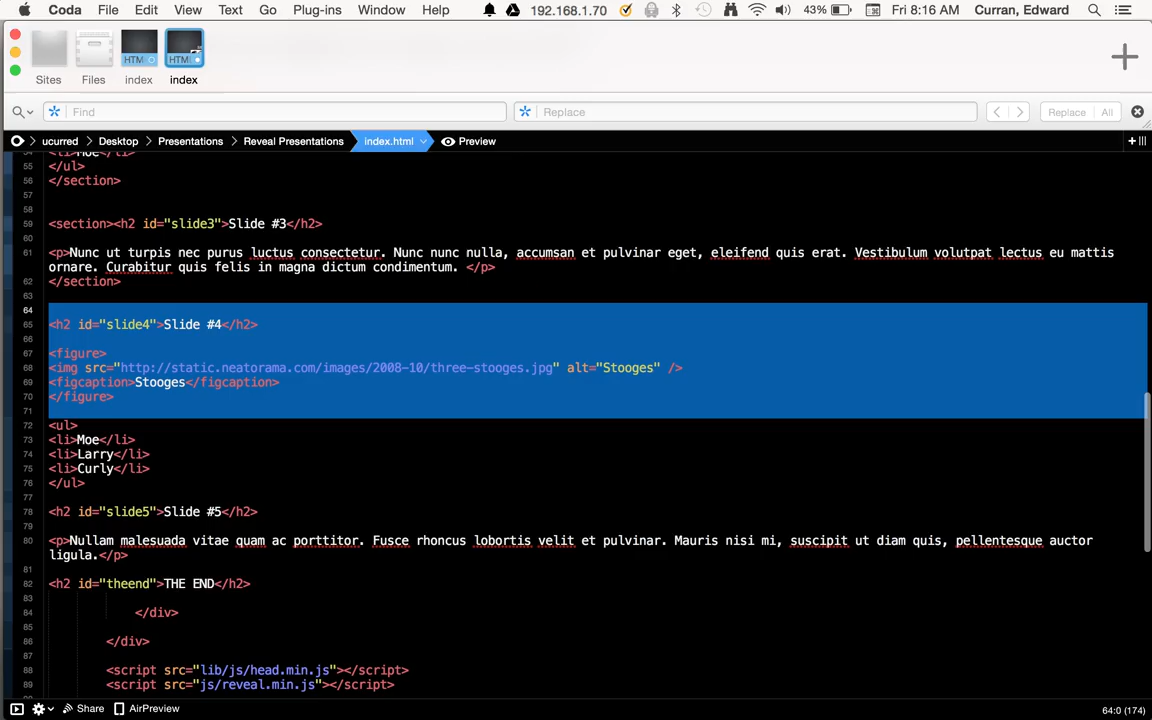 Coda File Edit View Text Go Plug-ins Window Help 192.168.1.70 43% Fri 8:16 AM Curran, Edward
HTML HTML
Sites Files index index
Find Replace Replace All
ucurred Desktop Presentations Reveal Presentations index.html Preview
54 <li>Moe</li>
55 </ul>
56 </section>
57
58
59 <section><h2 id="slide3">Slide #3</h2>
60
61 <p>Nunc ut turpis nec purus luctus consectetur. Nunc nunc nulla, accumsan et pulvinar eget, eleifend quis erat. Vestibulum volutpat lectus eu mattis
ornare. Curabitur quis felis in magna dictum condimentum. </p>
62 </section>
63
64
65 <h2 id="slide4">Slide #4</h2>
66
67 <figure>
68 <img src="http://static.neatorama.com/images/2008-10/three-stooges.jpg" alt="Stooges" />
69 <figcaption>Stooges</figcaption>
70 </figure>
71
72 <ul>
73 <li>Moe</li>
74 <li>Larry</li>
75 <li>Curly</li>
76 </ul>
77
78 <h2 id="slide5">Slide #5</h2>
79
80 <p>Nullam malesuada vitae quam ac porttitor. Fusce rhoncus lobortis velit et pulvinar. Mauris nisi mi, suscipit ut diam quis, pellentesque auctor
ligula.</p>
81
82 <h2 id="theend">THE END</h2>
83
84 </div>
85
86 </div>
87
88 <script src="lib/js/head.min.js"></script>
89 <script src="js/reveal.min.js"></script>
Share AirPreview 64:0 (174)